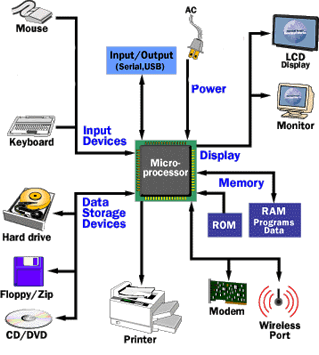 Mouse
AC
Input/Output
(Serial,USB)
LCD
Display
Power
Keyboard
Input
Devices
Monitor
Display
Micro-
processor
Memory
Data
Storage
Devices
Hard drive
ROM
RAM
Programs
Data
Floppy/Zip
CD/DVD
Printer
Modem
Wireless
Port